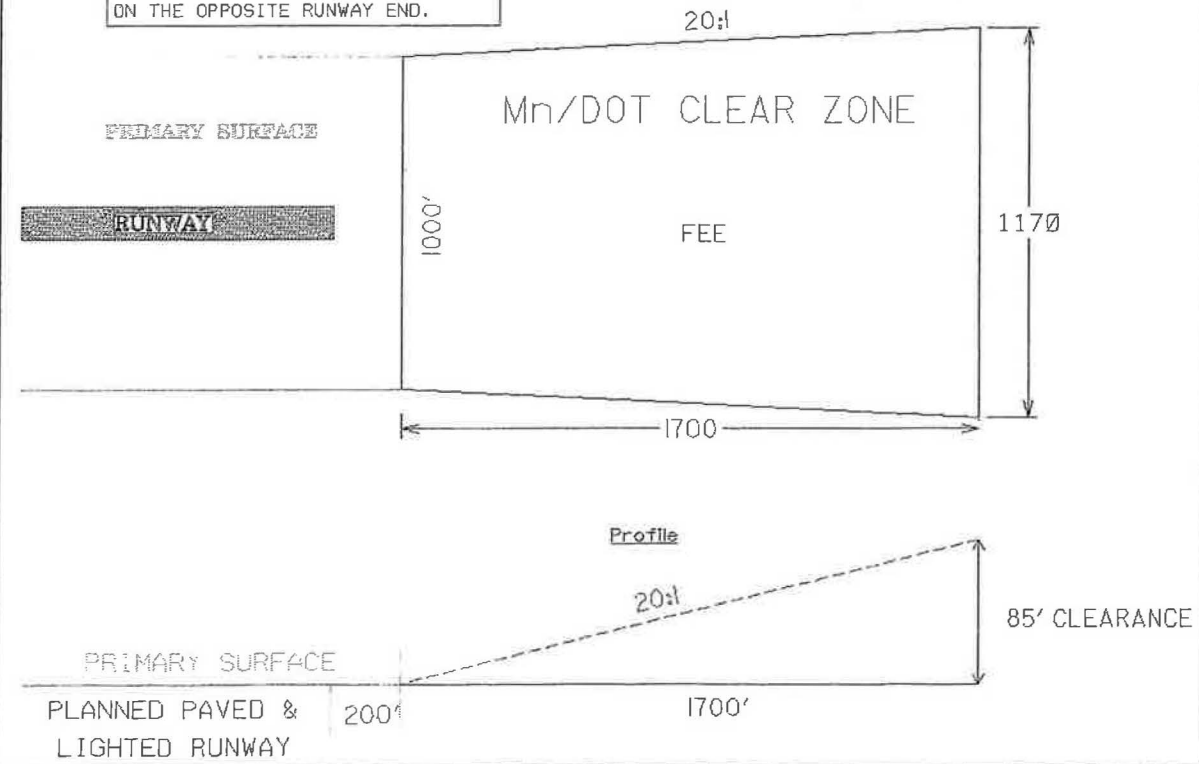 ON THE OPPOSITE RUNWAY END.
20:1
Mn/DOT CLEAR ZONE
PRIMARY SURFACE
RUNWAY
1000'
FEE
1170
1700
Profile
20:1
85' CLEARANCE
PRIMARY SURFACE
PLANNED PAVED &
LIGHTED RUNWAY
200'
1700'